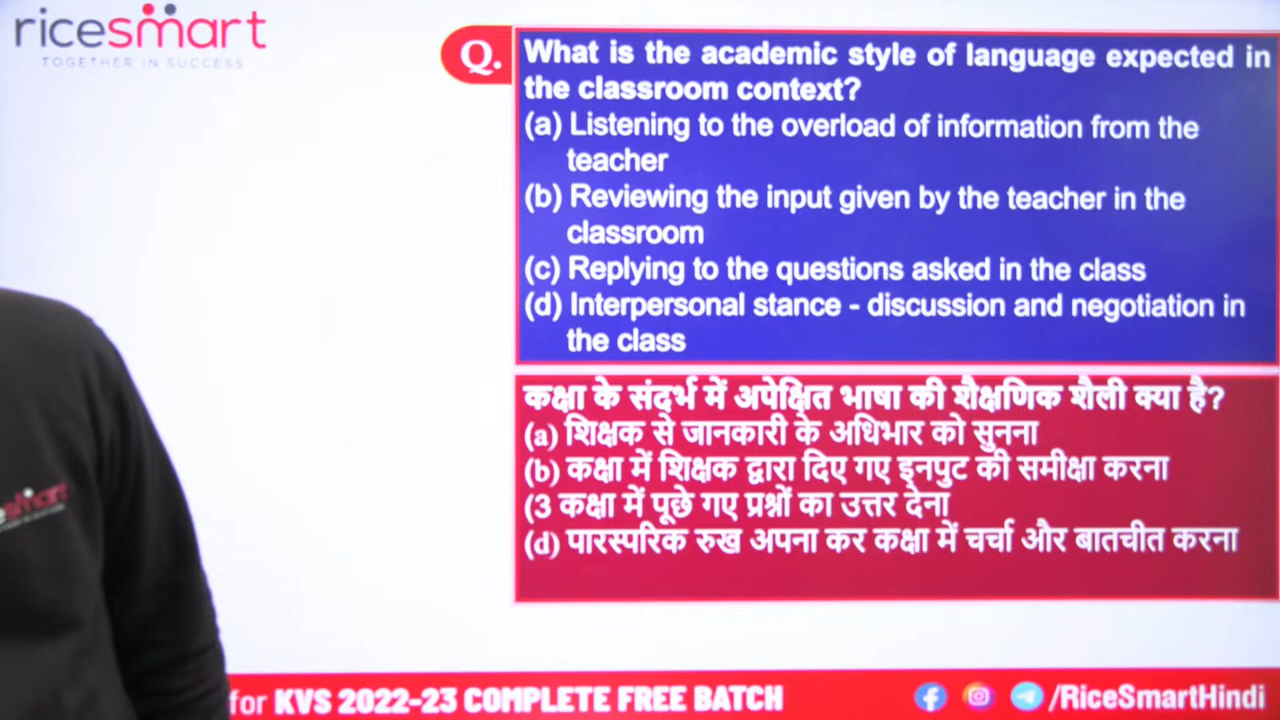 ricesmart
TOGETHER IN SUCCESS
Q.
What is the academic style of language expected in
the classroom context?
(a) Listening to the overload of information from the
teacher
(b) Reviewing the input given by the teacher in the
classroom
(c) Replying to the questions asked in the class
(d) Interpersonal stance - discussion and negotiation in
the class
कक्षा के संदर्भ में अपेक्षित भाषा की शैक्षणिक शैली क्या है?
(a) शिक्षक से जानकारी के अधिभार को सुनना
(b) कक्षा में शिक्षक द्वारा दिए गए इनपुट की समीक्षा करना
(3 कक्षा में पूछे गए प्रश्नों का उत्तर देना
(d) पारस्परिक रुख अपना कर कक्षा में चर्चा और बातचीत करना
for KVS 2022-23 COMPLETE FREE BATCH
/RiceSmartHindi